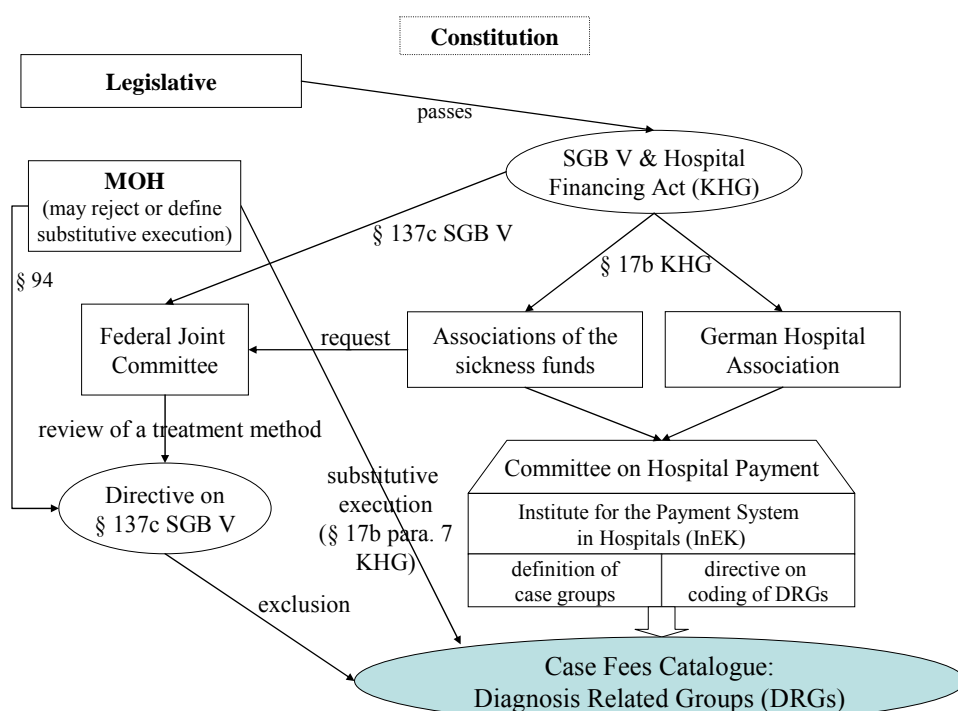 Constitution
Legislative
passes
SGB V & Hospital
Financing Act (KHG)
MOH
(may reject or define
substitutive execution)
§ 137c SGB V
§ 17b KHG
§ 94
Federal Joint
Committee
request
Associations of the
sickness funds
German Hospital
Association
review of a treatment method
Committee on Hospital Payment
Directive on
§ 137c SGB V
substitutive
execution
(§ 17b para. 7
KHG)
Institute for the Payment System
in Hospitals (InEK)
definition of
case groups
directive on
coding of DRGs
exclusion
Case Fees Catalogue:
Diagnosis Related Groups (DRGs)